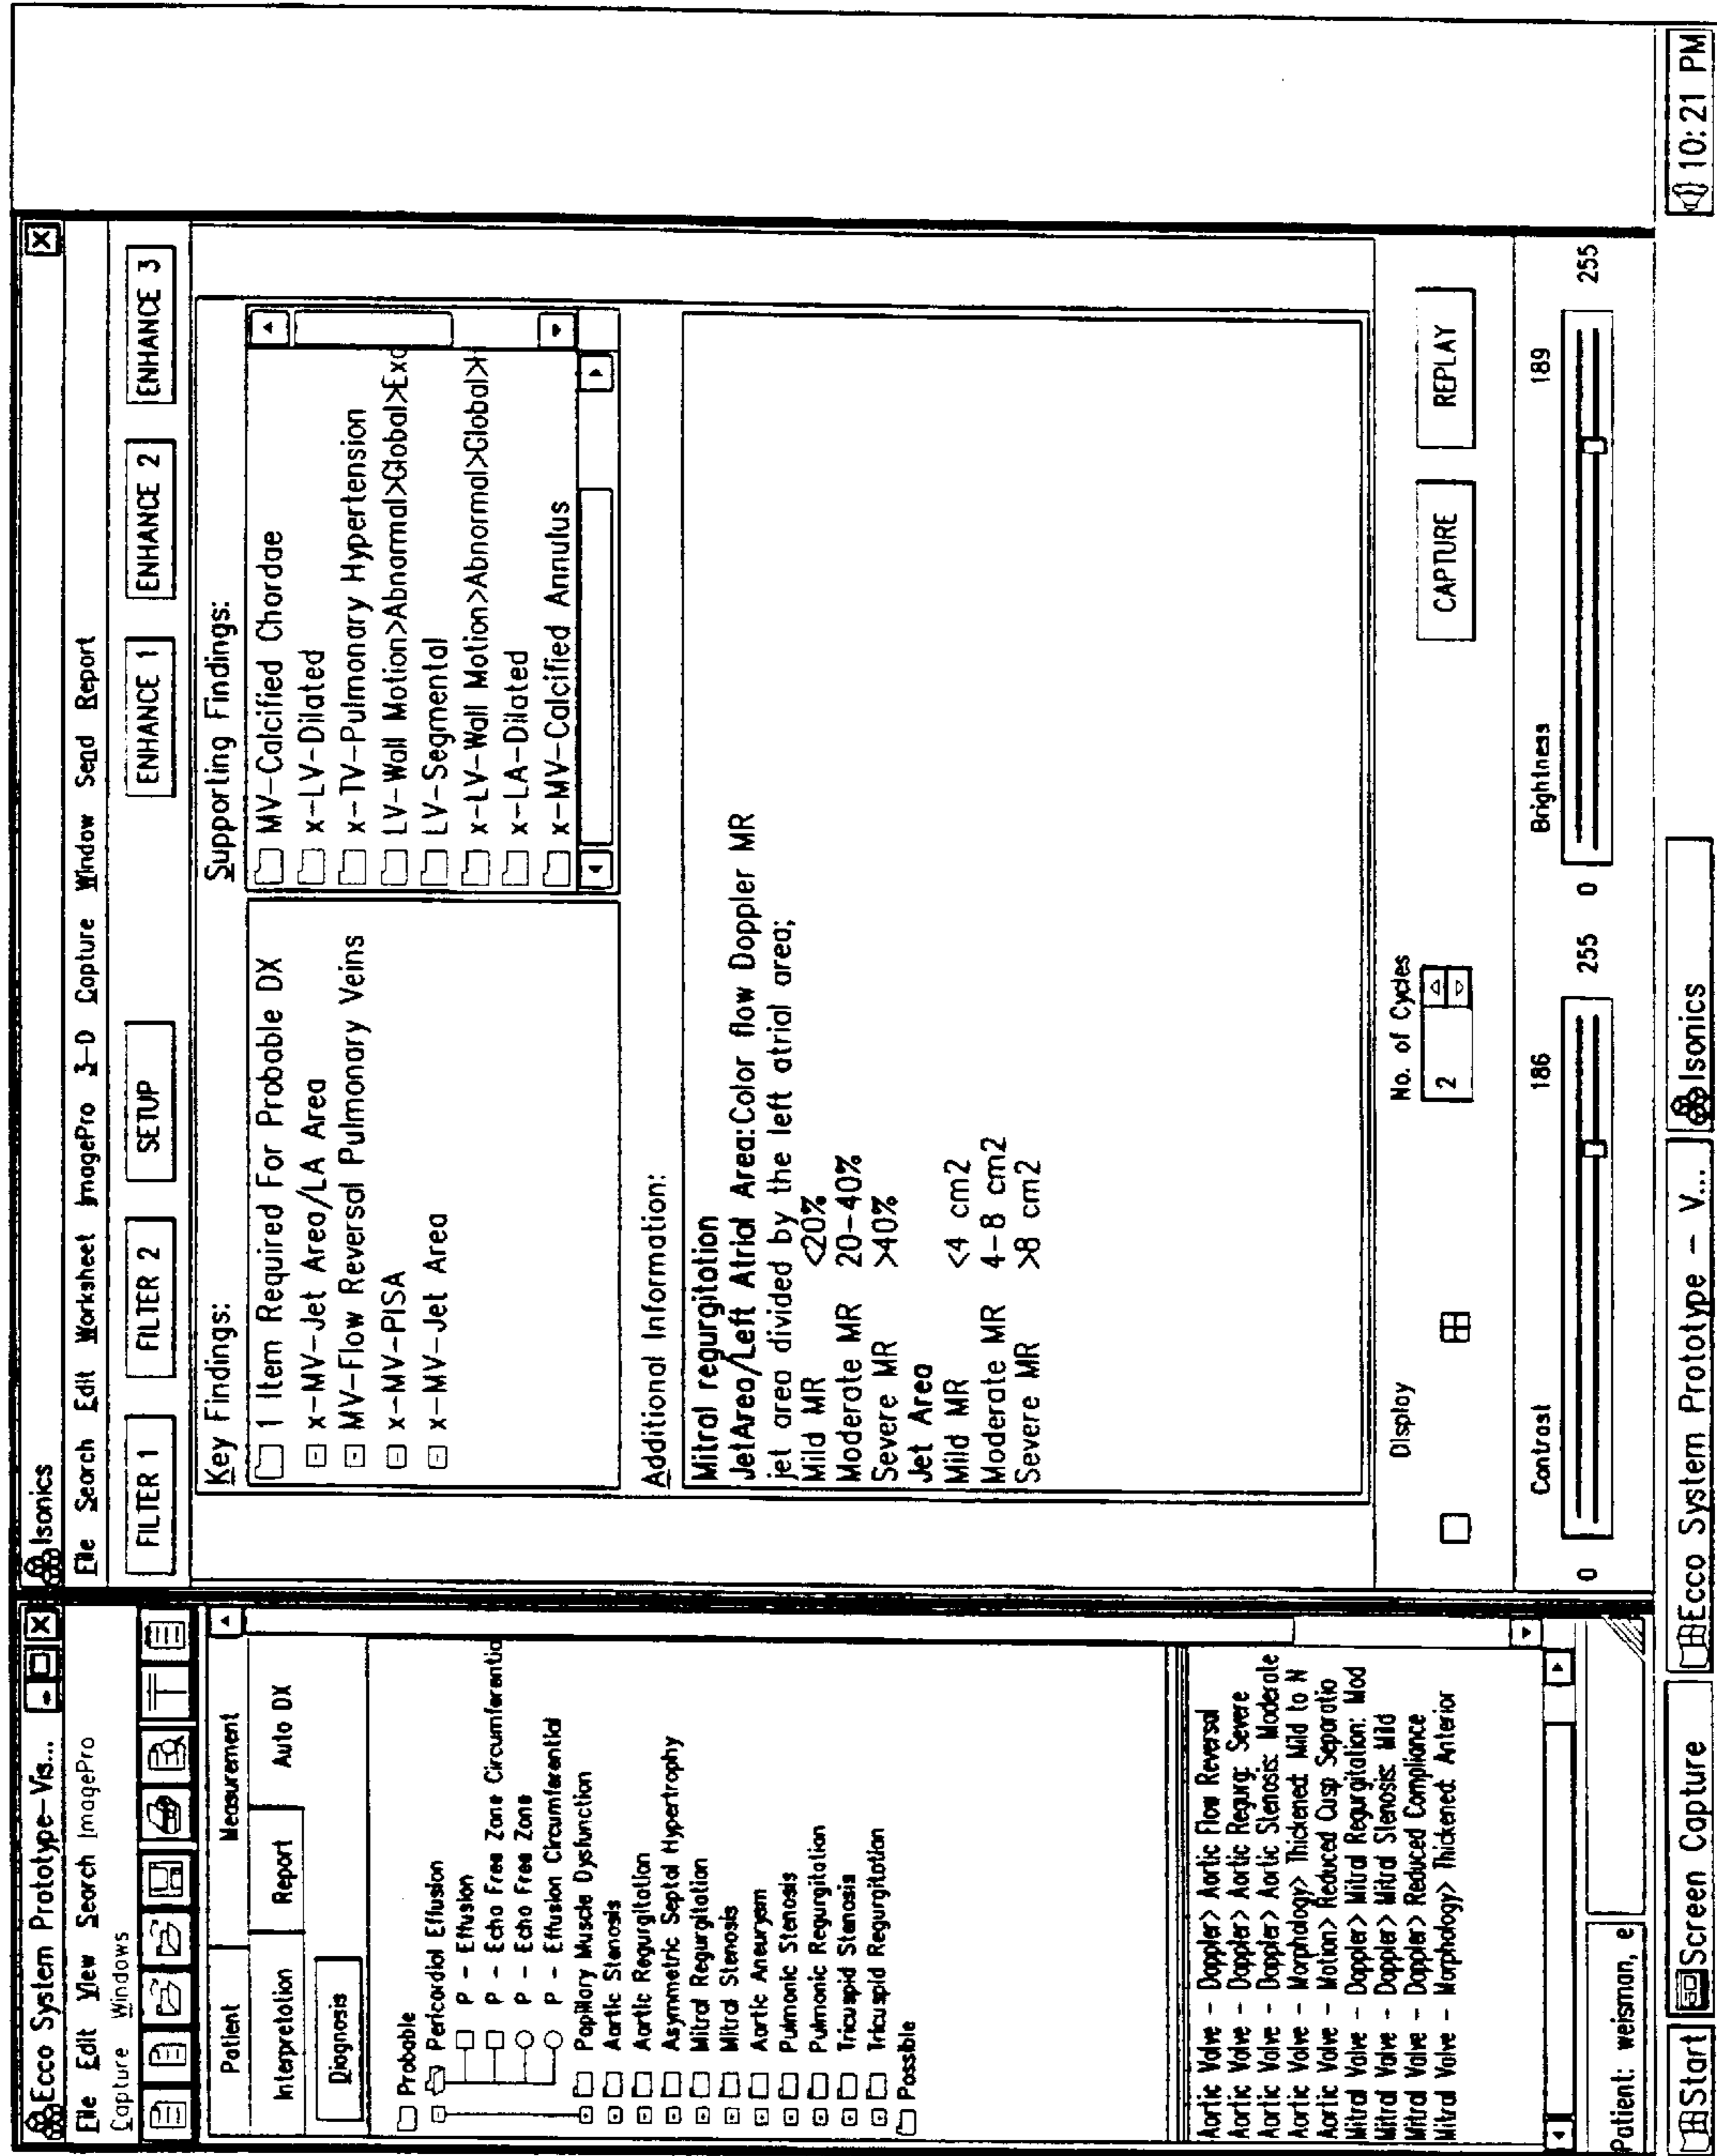 Ecco System Prototype-Vis...
File Edit View Search ImagePro
Capture Windows
Patient Measurement
Interpretation Report Auto DX
Diagnosis
Probable
Pericardial Effusion
P - Effusion
P - Echo Free Zone Circumferentia
P - Echo Free Zone
P - Effusion Circumferential
Papillary Muscle Dysfunction
Aortic Stenosis
Aortic Regurgitation
Asymmetric Septal Hypertrophy
Mitral Regurgitation
Mitral Stenosis
Aortic Aneurysm
Pulmonic Stenosis
Pulmonic Regurgitation
Tricuspid Stenosis
Tricuspid Regurgitation
Possible
Aortic Valve - Doppler> Aortic Flow Reversal
Aortic Valve - Doppler> Aortic Regurg: Severe
Aortic Valve - Doppler> Aortic Stenosis: Moderate
Aortic Valve - Morphology> Thickened: Mild to N
Aortic Valve - Motion> Reduced Cusp Separatio
Mitral Valve - Doppler> Mitral Regurgitation: Mod
Mitral Valve - Doppler> Mitral Stenosis: Mild
Mitral Valve - Doppler> Reduced Compliance
Mitral Valve - Morphology> Thickened: Anterior
Patient: weisman, e
Isonics
File Search Edit Worksheet ImagePro 3-D Capture Window Send Report
FILTER 1 FILTER 2 SETUP ENHANCE 1 ENHANCE 2 ENHANCE 3
Key Findings:
1 Item Required For Probable DX
x-MV-Jet Area/LA Area
MV-Flow Reversal Pulmonary Veins
x-MV-PISA
x-MV-Jet Area
Supporting Findings:
MV-Calcified Chordae
x-LV-Dilated
x-TV-Pulmonary Hypertension
LV-Wall Motion>Abnormal>Global>Exc
LV-Segmental
x-LV-Wall Motion>Abnormal>Global>H
x-LA-Dilated
x-MV-Calcified Annulus
Additional Information:
Mitral regurgitation
JetArea/Left Atrial Area:Color flow Doppler MR
jet area divided by the left atrial area;
Mild MR <20%
Moderate MR 20-40%
Severe MR >40%
Jet Area
Mild MR <4 cm2
Moderate MR 4-8 cm2
Severe MR >8 cm2
Display No. of Cycles
2 CAPTURE REPLAY
Contrast 186 Brightness 189
0 255 0 255
Start Screen Capture Ecco System Prototype - V... Isonics 10:21 PM